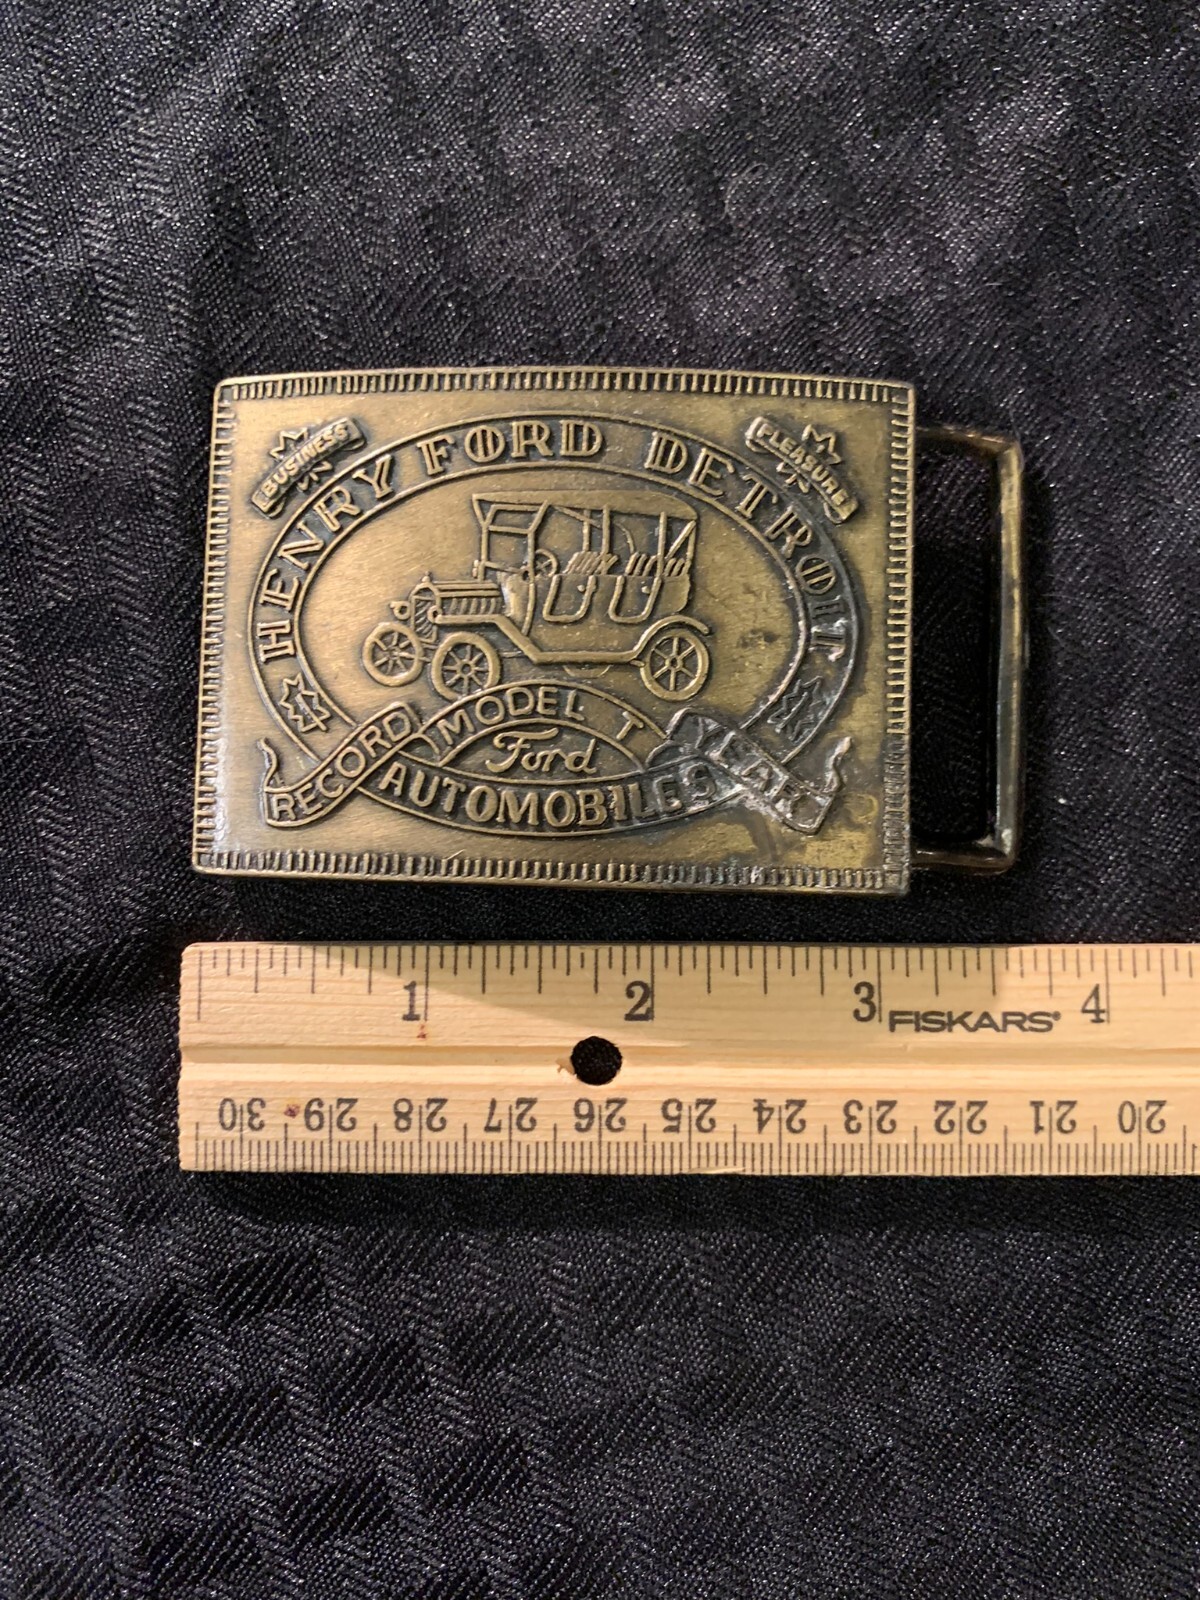 BUSINESS
PLEASURE
HENRY FORD DETROIT
RECORD
MODEL T
Ford
AUTOMOBILES
1 2 3 4
FISKARS®
30 29 28 27 26 25 24 23 22 21 20